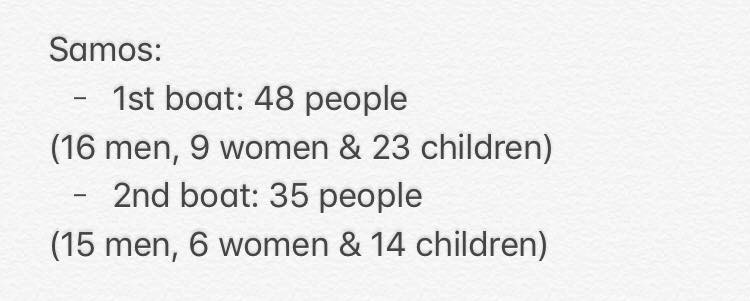 Samos:
- 1st boat: 48 people
(16 men, 9 women & 23 children)
- 2nd boat: 35 people
(15 men, 6 women & 14 children)